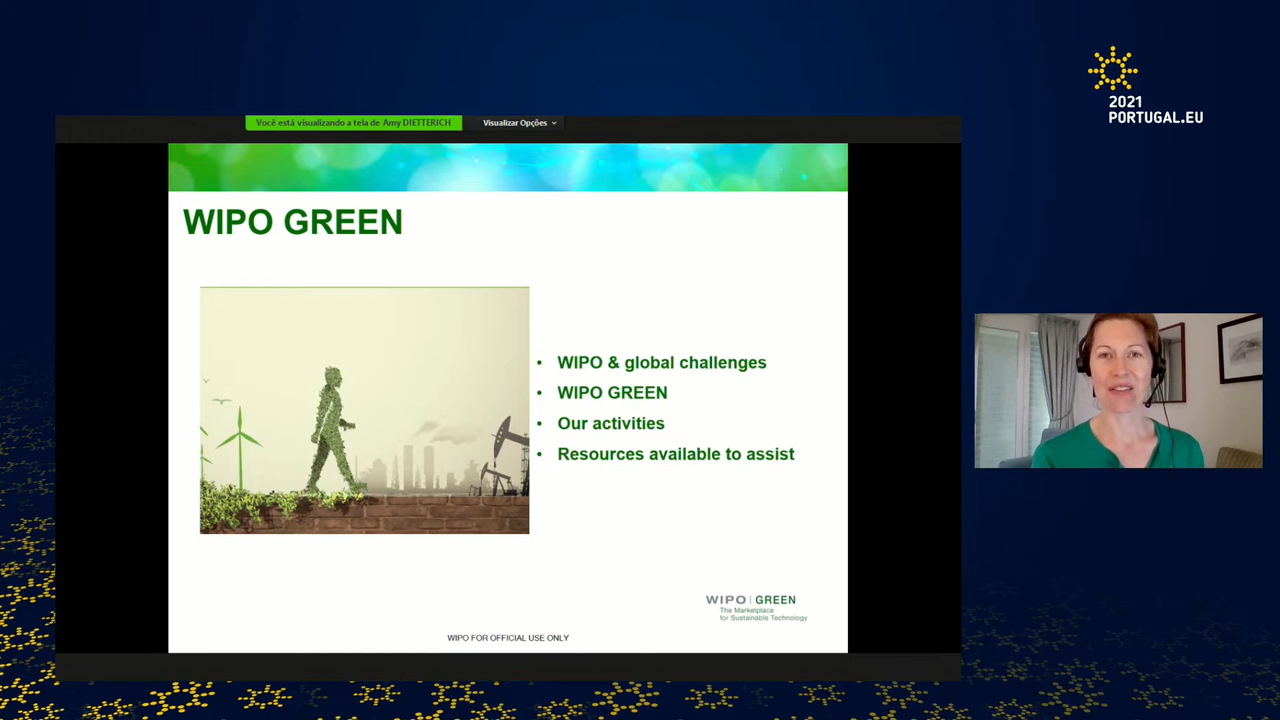 2021
PORTUGAL.EU
Você está visualizando a tela de Amy DIETTERICH
Visualizar Opções
WIPO GREEN
• WIPO & global challenges
• WIPO GREEN
• Our activities
• Resources available to assist
WIPO | GREEN
The Marketplace
for Sustainable Technology
WIPO FOR OFFICIAL USE ONLY